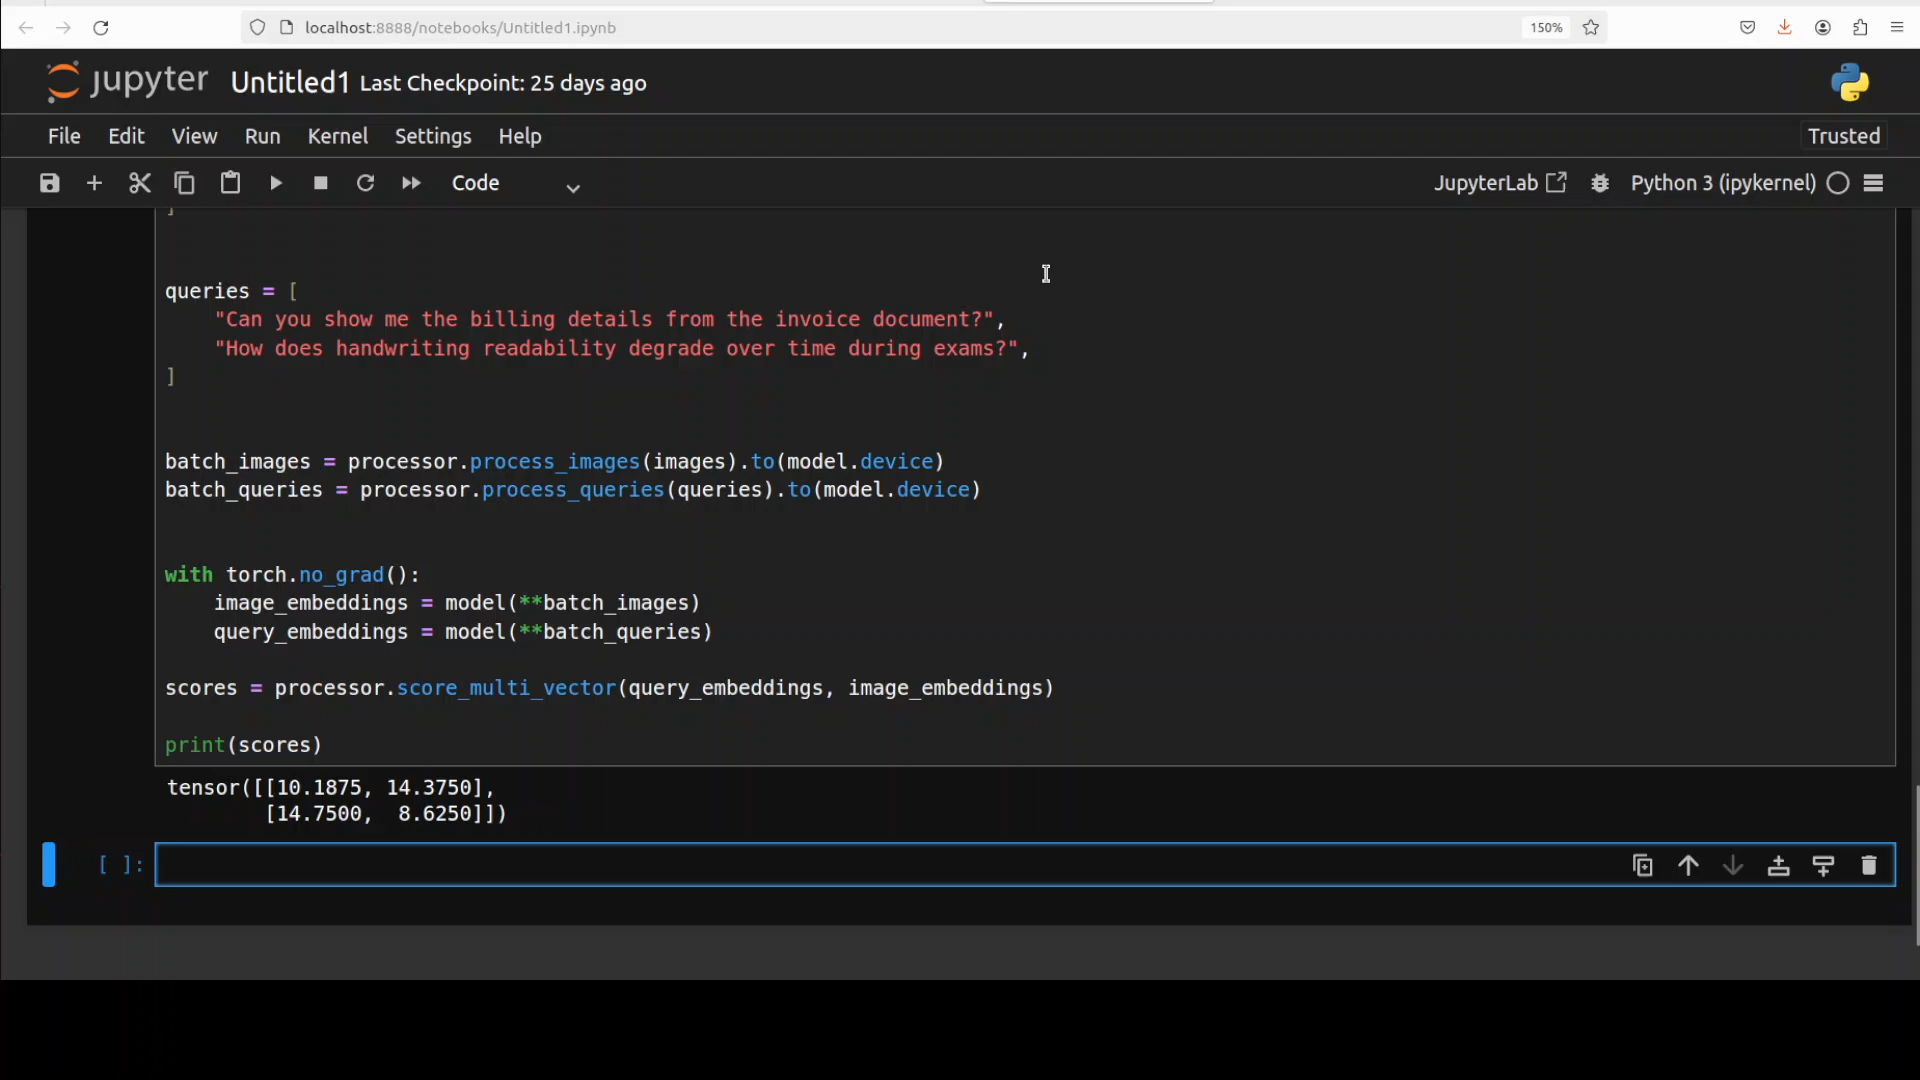 localhost:8888/notebooks/Untitled1.ipynb
150%
jupyter Untitled1 Last Checkpoint: 25 days ago
File Edit View Run Kernel Settings Help
Trusted
Code
JupyterLab
Python 3 (ipykernel)
]
queries = [
    "Can you show me the billing details from the invoice document?",
    "How does handwriting readability degrade over time during exams?",
]
batch_images = processor.process_images(images).to(model.device)
batch_queries = processor.process_queries(queries).to(model.device)
with torch.no_grad():
    image_embeddings = model(**batch_images)
    query_embeddings = model(**batch_queries)
scores = processor.score_multi_vector(query_embeddings, image_embeddings)
print(scores)
tensor([[10.1875, 14.3750],
        [14.7500,  8.6250]])
[ ]: